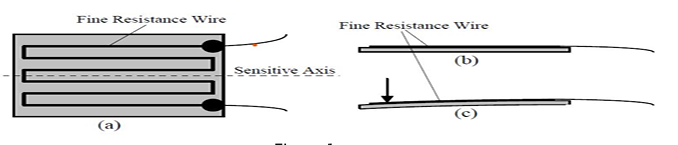 Fine Resistance Wire
Sensitive Axis
(a)
Fine Resistance Wire
(b)
(c)